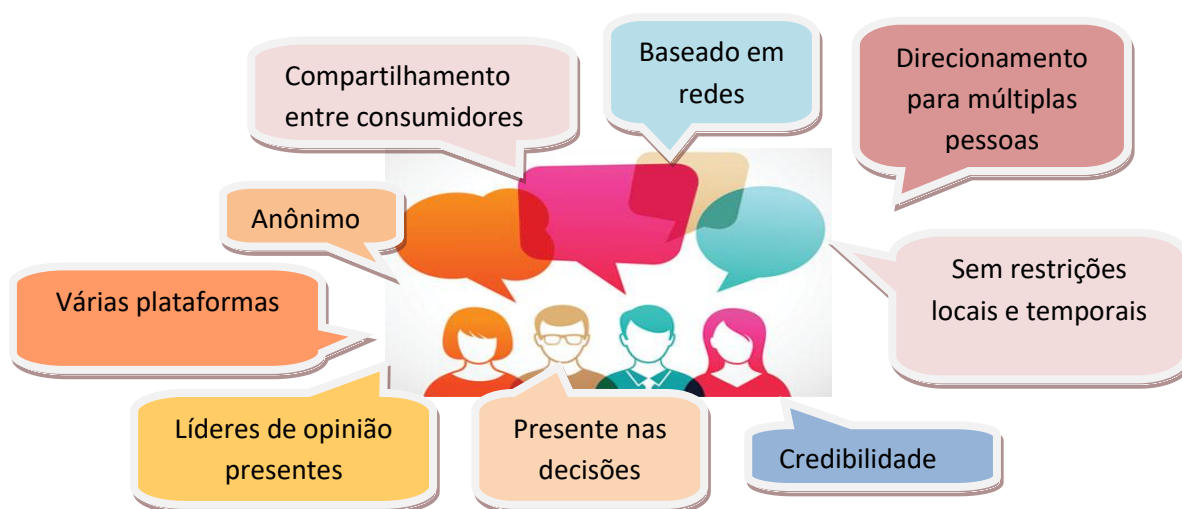 Compartilhamento
entre consumidores
Baseado em
redes
Direcionamento
para múltiplas
pessoas
Anônimo
Sem restrições
locais e temporais
Várias plataformas
Líderes de opinião
presentes
Presente nas
decisões
Credibilidade